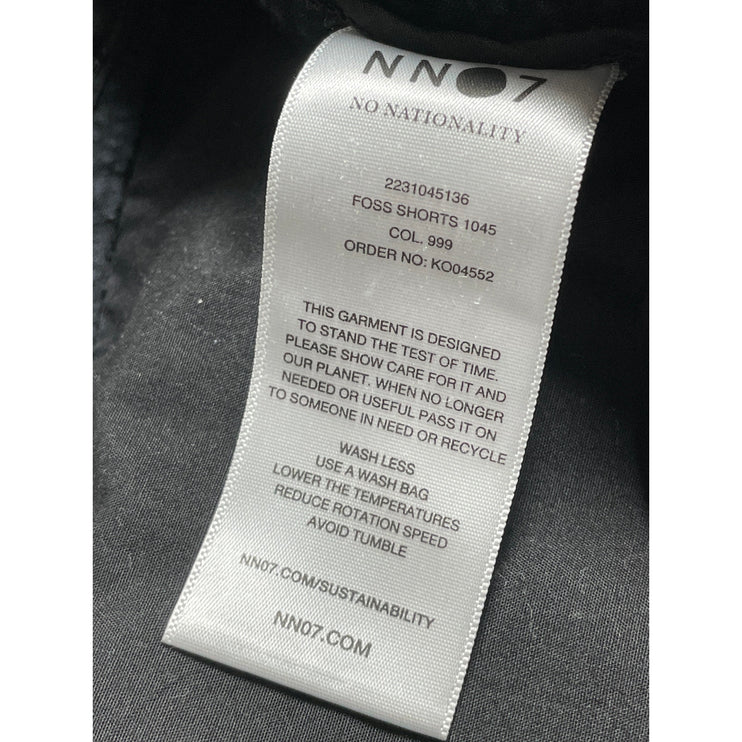 NN07
NO NATIONALITY
2231045136
FOSS SHORTS 1045
COL. 999
ORDER NO: KO04552
THIS GARMENT IS DESIGNED
TO STAND THE TEST OF TIME.
PLEASE SHOW CARE FOR IT AND
OUR PLANET. WHEN NO LONGER
NEEDED OR USEFUL PASS IT ON
TO SOMEONE IN NEED OR RECYCLE
WASH LESS
USE A WASH BAG
LOWER THE TEMPERATURES
REDUCE ROTATION SPEED
AVOID TUMBLE
NN07.COM/SUSTAINABILITY
NN07.COM